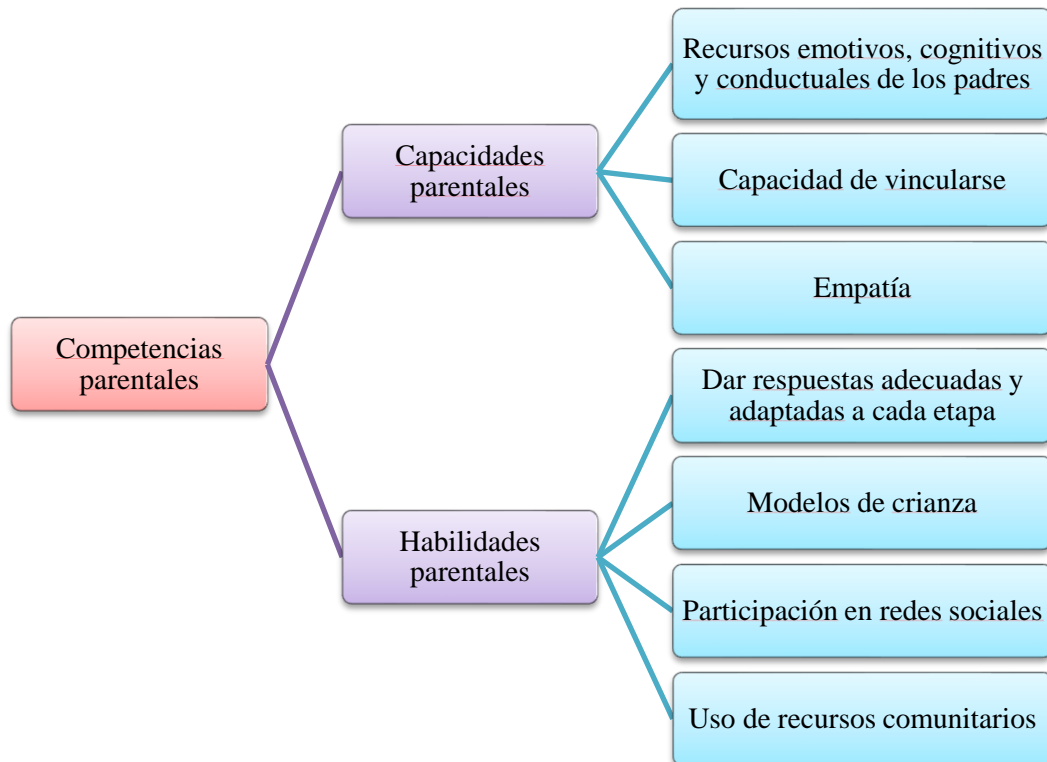 Recursos emotivos, cognitivos
y conductuales de los padres
Capacidades
parentales
Capacidad de vincularse
Empatía
Competencias
parentales
Dar respuestas adecuadas y
adaptadas a cada etapa
Modelos de crianza
Habilidades
parentales
Participación en redes sociales
Uso de recursos comunitarios